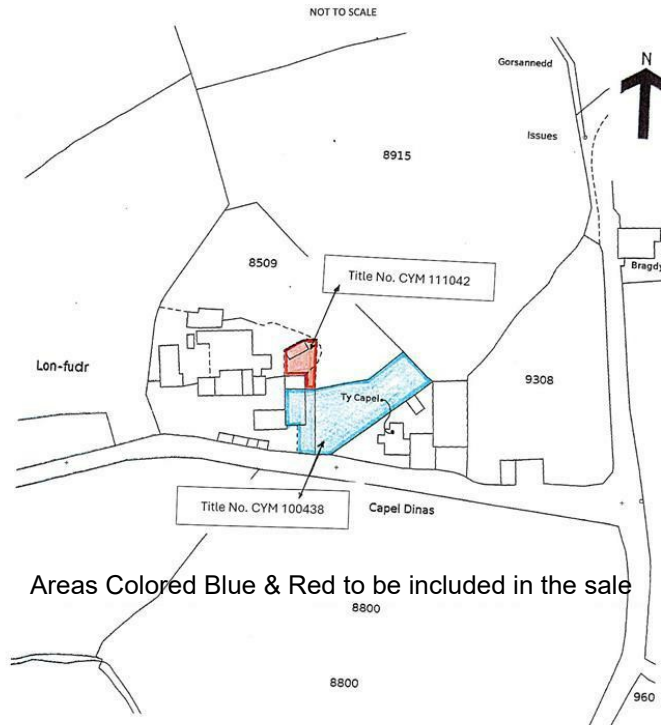 NOT TO SCALE
Gorsannedd
N
Issues
8915
8509
Title No. CYM 111042
Bragdy
Lon-fudr
9308
Ty Capel
Title No. CYM 100438
Capel Dinas
Areas Colored Blue & Red to be included in the sale
8800
8800
960